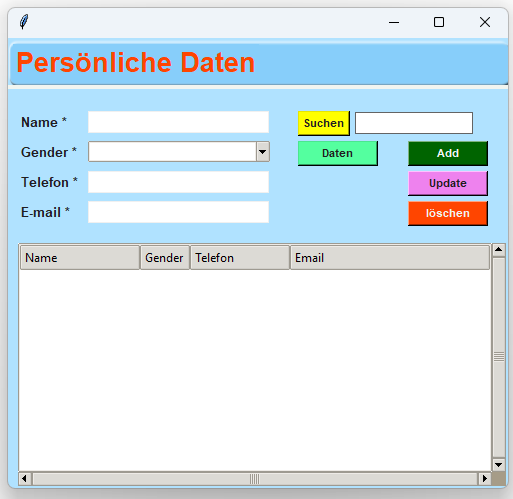 Persönliche Daten
Name * Suchen
Gender * Daten Add
Telefon * Update
E-mail * löschen
Name Gender Telefon Email